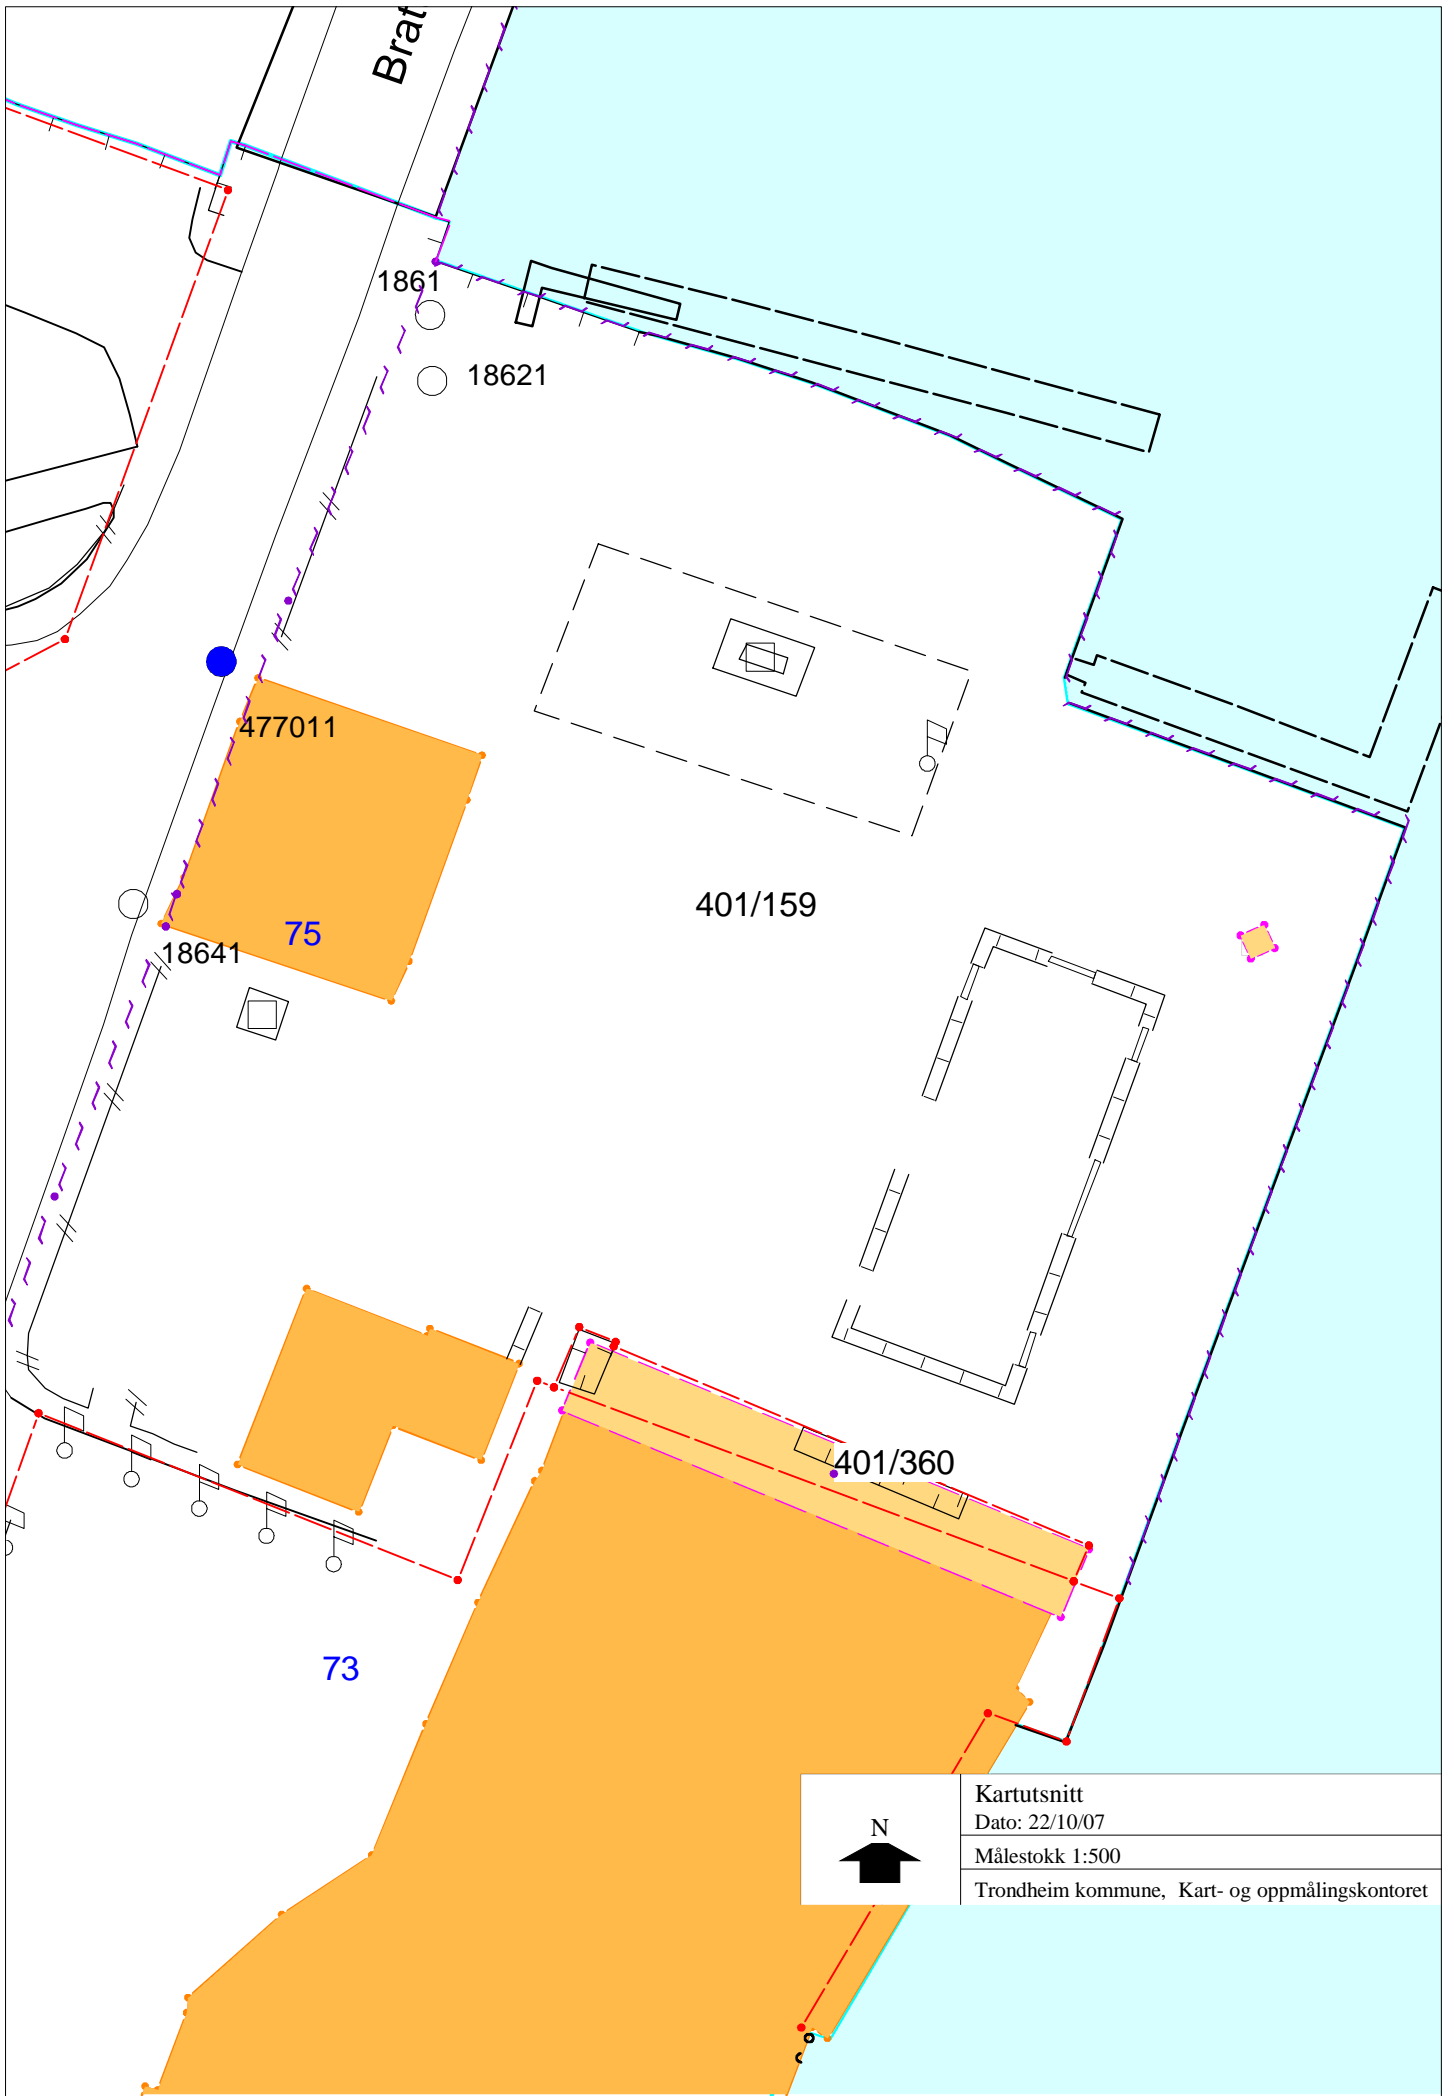 Brat
1861
18621
477011
401/159
75
18641
401/360
73
N
Kartutsnitt
Dato: 22/10/07
Målestokk 1:500
Trondheim kommune, Kart- og oppmålingskontoret